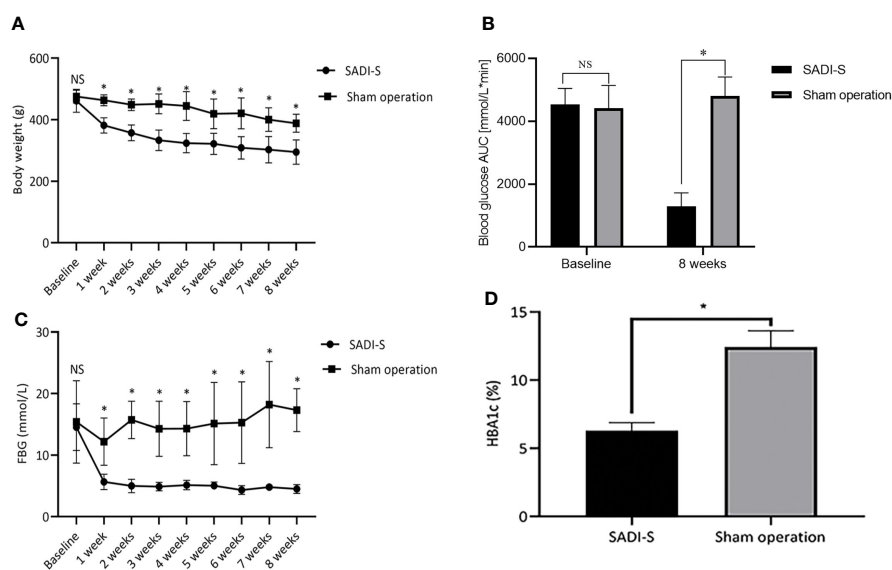 A
Body weight (g)
600
400
200
0
NS
*
*
*
*
*
*
*
*
SADI-S
Sham operation
Baseline
1 week
2 weeks
3 weeks
4 weeks
5 weeks
6 weeks
7 weeks
8 weeks
B
Blood glucose AUC [mmol/L*min]
6000
4000
2000
0
NS
*
SADI-S
Sham operation
Baseline
8 weeks
C
FBG (mmol/L)
30
20
10
0
NS
*
*
*
*
*
*
*
*
SADI-S
Sham operation
Baseline
1 week
2 weeks
3 weeks
4 weeks
5 weeks
6 weeks
7 weeks
8 weeks
D
HBA1c (%)
15
10
5
0
*
SADI-S
Sham operation